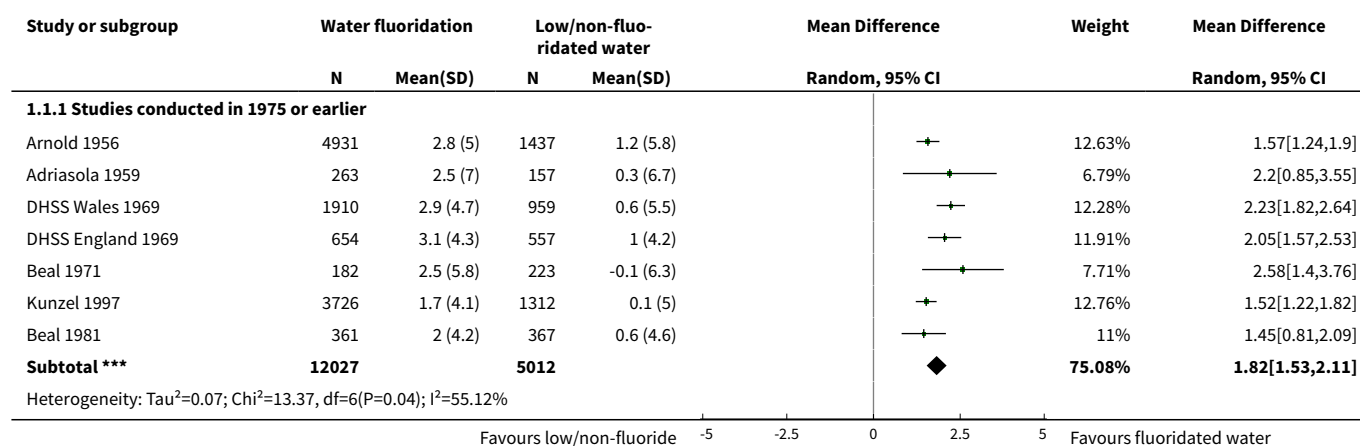 Study or subgroup Water fluoridation Low/non-fluo- Mean Difference Weight Mean Difference
ridated water
N Mean(SD) N Mean(SD) Random, 95% CI Random, 95% CI
1.1.1 Studies conducted in 1975 or earlier
Arnold 1956 4931 2.8 (5) 1437 1.2 (5.8) 12.63% 1.57[1.24,1.9]
Adriasola 1959 263 2.5 (7) 157 0.3 (6.7) 6.79% 2.2[0.85,3.55]
DHSS Wales 1969 1910 2.9 (4.7) 959 0.6 (5.5) 12.28% 2.23[1.82,2.64]
DHSS England 1969 654 3.1 (4.3) 557 1 (4.2) 11.91% 2.05[1.57,2.53]
Beal 1971 182 2.5 (5.8) 223 -0.1 (6.3) 7.71% 2.58[1.4,3.76]
Kunzel 1997 3726 1.7 (4.1) 1312 0.1 (5) 12.76% 1.52[1.22,1.82]
Beal 1981 361 2 (4.2) 367 0.6 (4.6) 11% 1.45[0.81,2.09]
Subtotal *** 12027 5012 75.08% 1.82[1.53,2.11]
Heterogeneity: Tau²=0.07; Chi²=13.37, df=6(P=0.04); I²=55.12%
Favours low/non-fluoride -5 -2.5 0 2.5 5 Favours fluoridated water